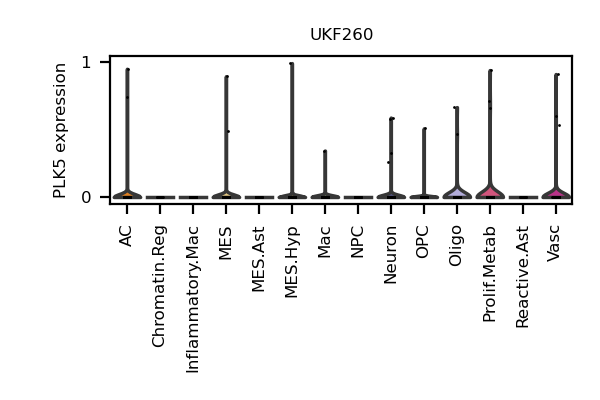 UKF260
PLK5 expression
1
0
AC
Chromatin.Reg
Inflammatory.Mac
MES
MES.Ast
MES.Hyp
Mac
NPC
Neuron
OPC
Oligo
Prolif.Metab
Reactive.Ast
Vasc